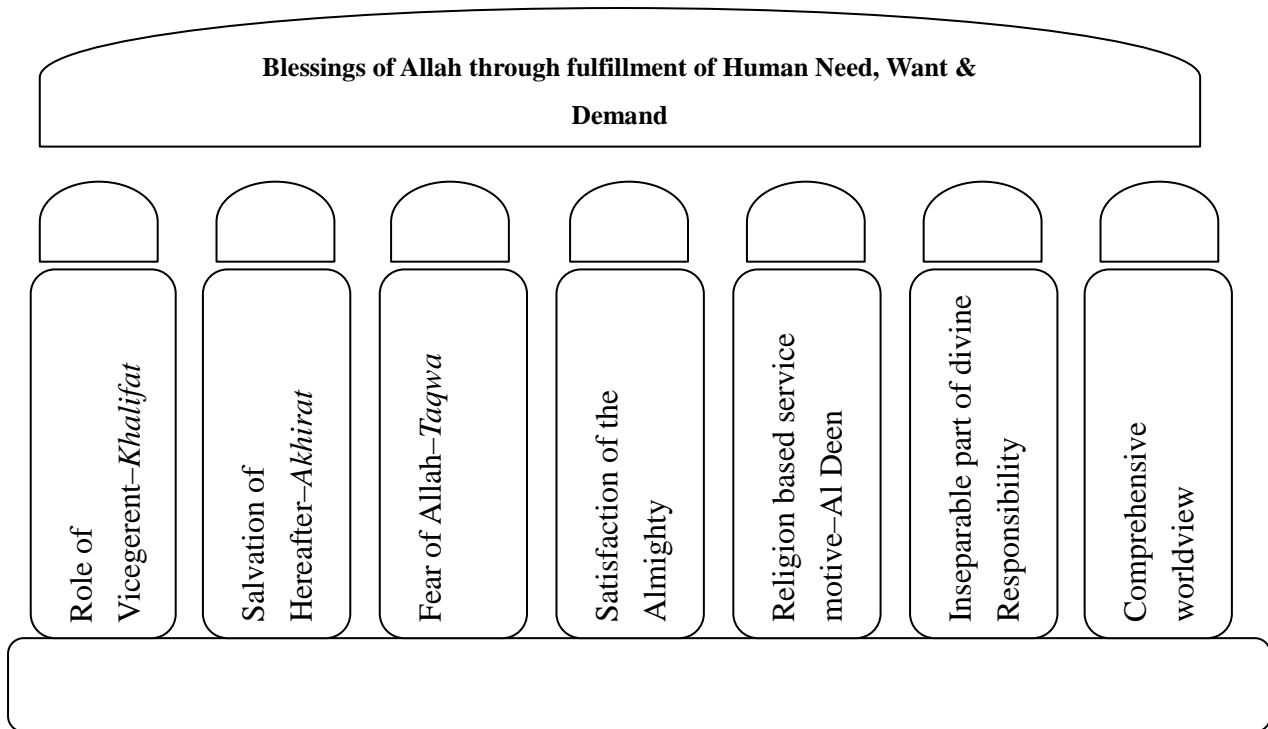 Blessings of Allah through fulfillment of Human Need, Want &
Demand
Role of
Vicegerent–Khalifat
Salvation of
Hereafter–Akhirat
Fear of Allah–Taqwa
Satisfaction of the
Almighty
Religion based service
motive–Al Deen
Inseparable part of divine
Responsibility
Comprehensive
worldview